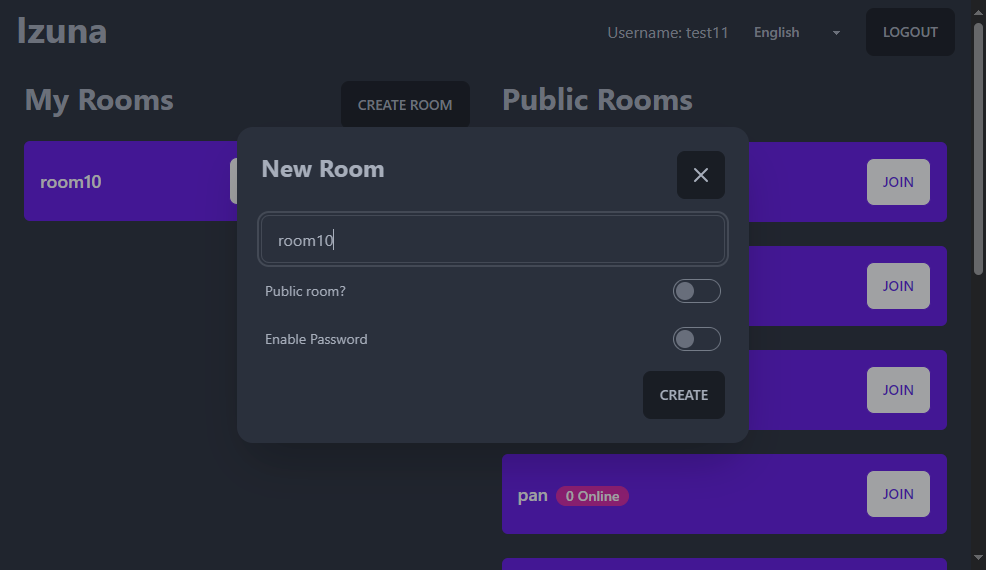 Izuna
Username: test11
English
LOGOUT
My Rooms
CREATE ROOM
Public Rooms
room10
New Room
room10
Public room?
Enable Password
CREATE
JOIN
JOIN
JOIN
pan
0 Online
JOIN